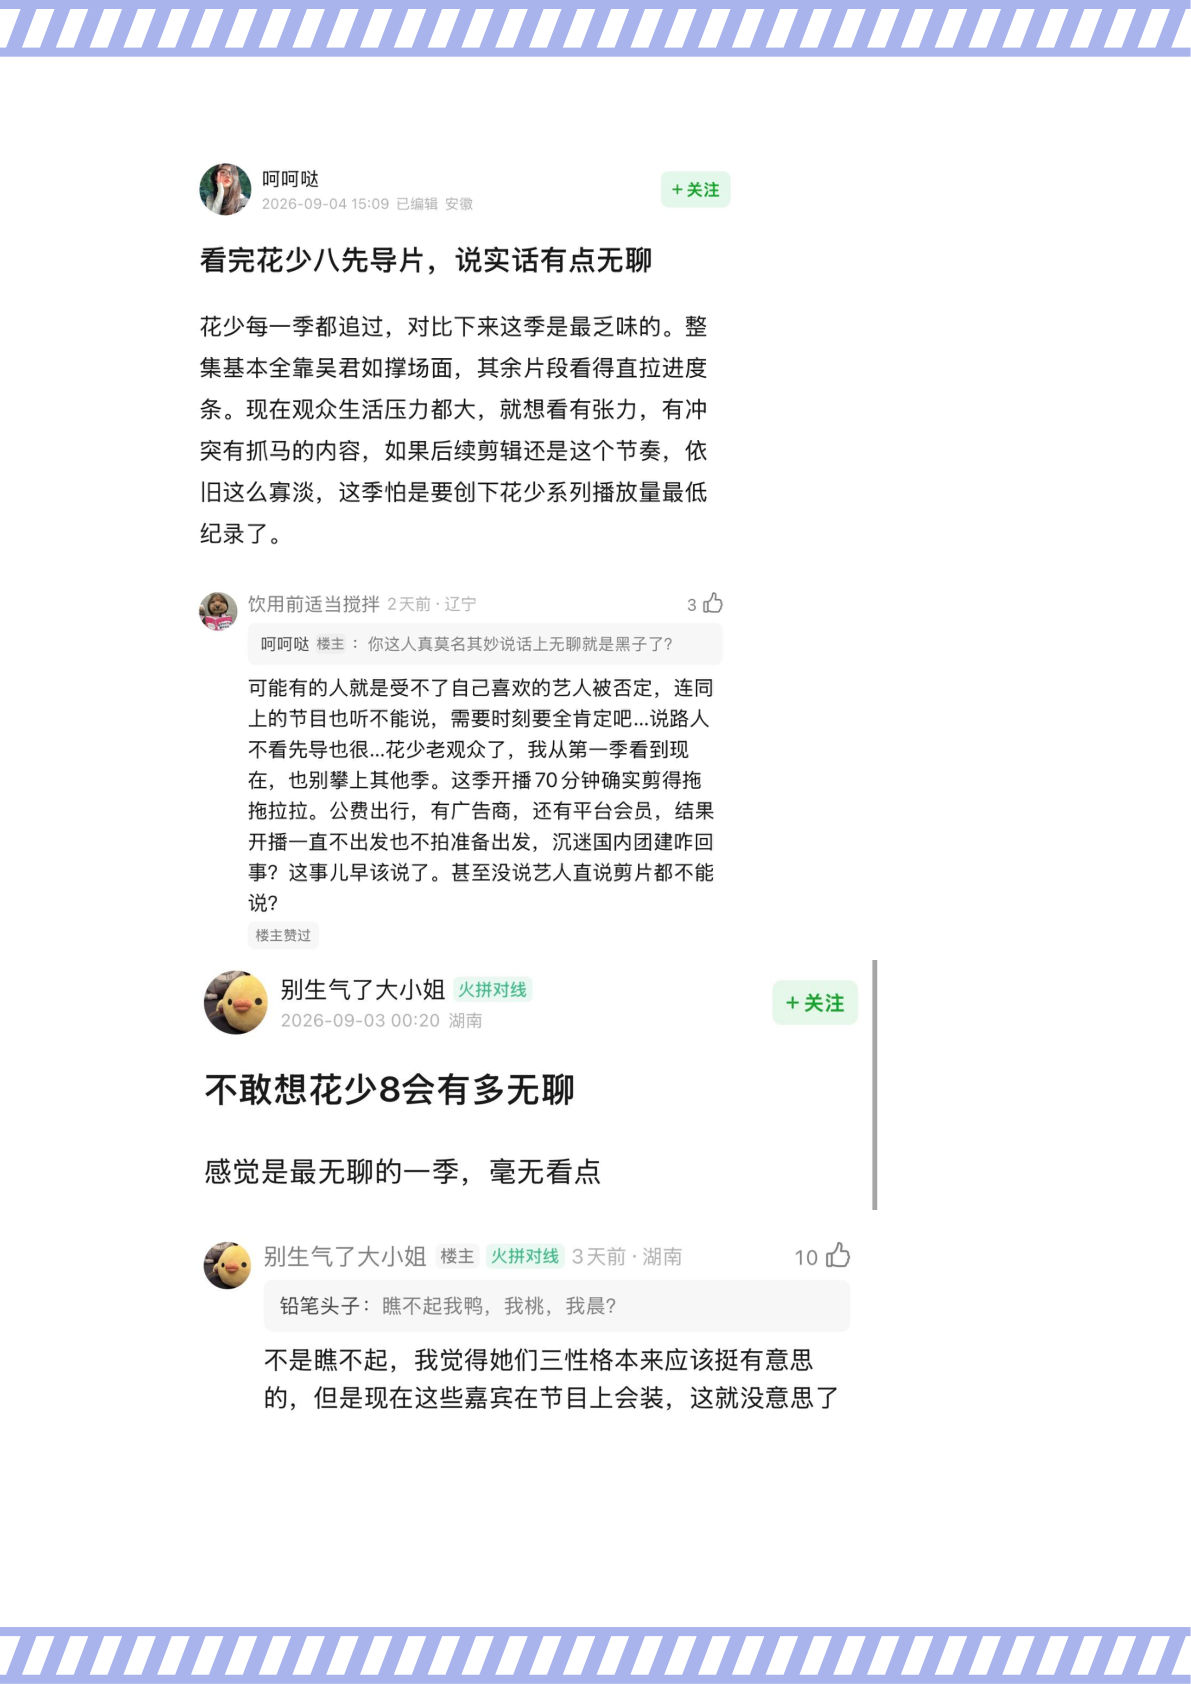 呵呵哒
2026-09-04 15:09 已编辑 安徽
+关注
看完花少八先导片，说实话有点无聊
花少每一季都追过，对比下来这季是最乏味的。整
集基本全靠吴君如撑场面，其余片段看得直拉进度
条。现在观众生活压力都大，就想看有张力，有冲
突有抓马的内容，如果后续剪辑还是这个节奏，依
旧这么寡淡，这季怕是要创下花少系列播放量最低
纪录了。
饮用前适当搅拌 2天前·辽宁
3
呵呵哒 楼主 ：你这人真莫名其妙说话上无聊就是黑子了?
可能有的人就是受不了自己喜欢的艺人被否定，连同
上的节目也听不能说，需要时刻要全肯定吧...说路人
不看先导也很...花少老观众了，我从第一季看到现
在，也别攀上其他季。这季开播70分钟确实剪得拖
拖拉拉。公费出行，有广告商，还有平台会员，结果
开播一直不出发也不拍准备出发，沉迷国内团建咋回
事？这事儿早该说了。甚至没说艺人直说剪片都不能
说?
楼主赞过
别生气了大小姐 火拼对线
2026-09-03 00:20 湖南
+关注
不敢想花少8会有多无聊
感觉是最无聊的一季，毫无看点
别生气了大小姐 楼主 火拼对线 3天前·湖南
10
铅笔头子：瞧不起我鸭，我桃，我晨?
不是瞧不起，我觉得她们三性格本来应该挺有意思
的，但是现在这些嘉宾在节目上会装，这就没意思了